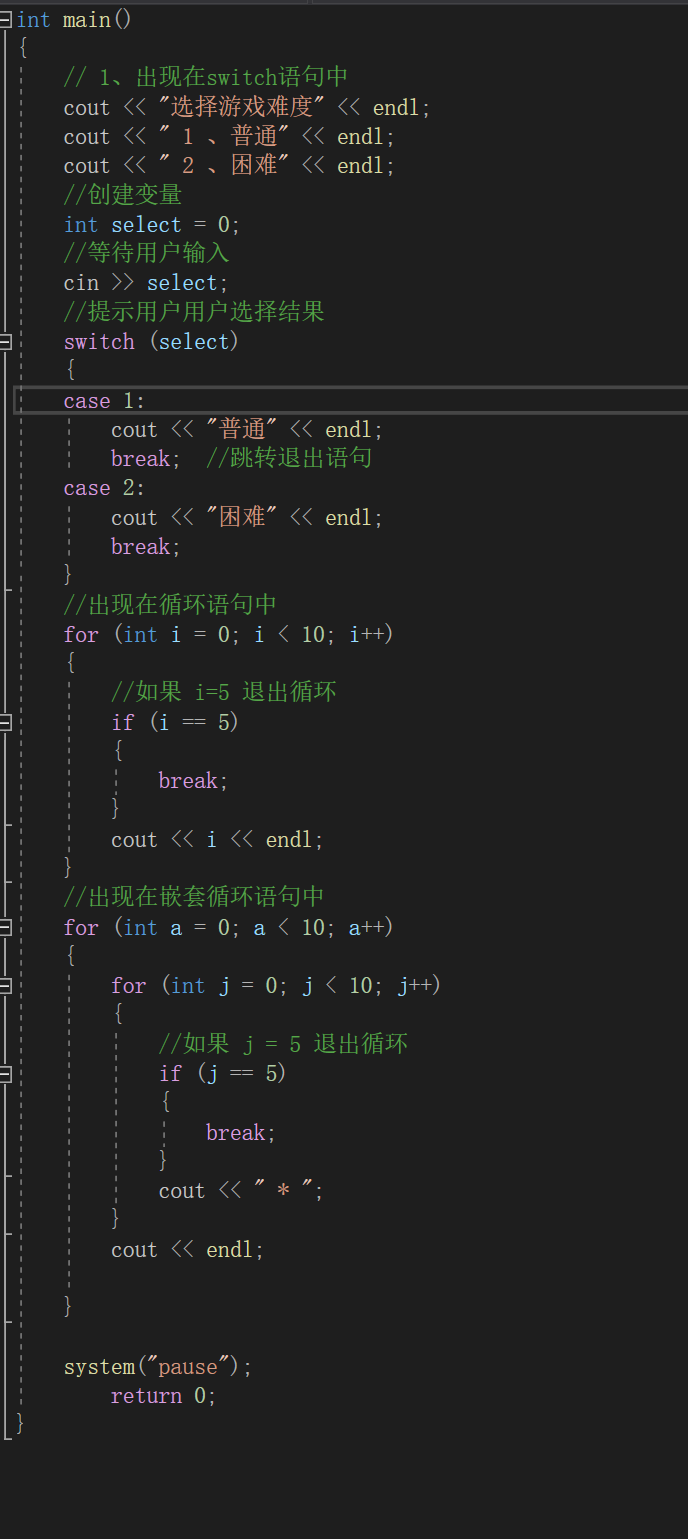 int main()
{
// 1、出现在switch语句中
cout << "选择游戏难度" << endl;
cout << " 1 、普通" << endl;
cout << " 2 、困难" << endl;
//创建变量
int select = 0;
//等待用户输入
cin >> select;
//提示用户用户选择结果
switch (select)
{
case 1:
cout << "普通" << endl;
break;  //跳转退出语句
case 2:
cout << "困难" << endl;
break;
}
//出现在循环语句中
for (int i = 0; i < 10; i++)
{
//如果 i=5 退出循环
if (i == 5)
{
break;
}
cout << i << endl;
}
//出现在嵌套循环语句中
for (int a = 0; a < 10; a++)
{
for (int j = 0; j < 10; j++)
{
//如果 j = 5 退出循环
if (j == 5)
{
break;
}
cout << " * ";
}
cout << endl;
}
system("pause");
return 0;
}